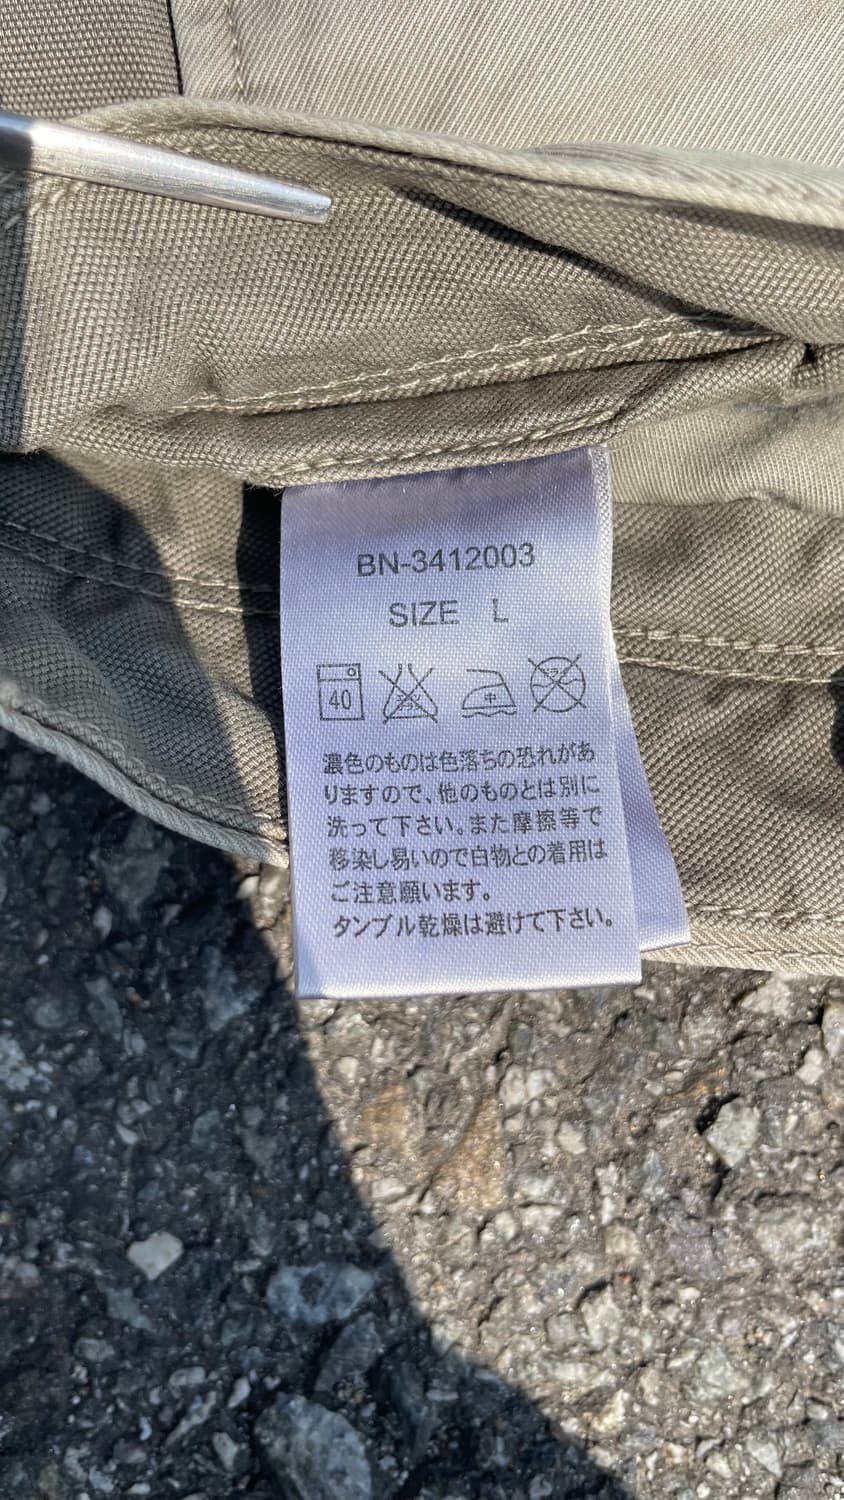 BN-3412003
SIZE L
40
濃色のものは色落ちの恐れがあ
りますので、他のものとは別に
洗って下さい。また摩擦等で
移染し易いので白物との着用は
ご注意願います。
タンブル乾燥は避けて下さい。